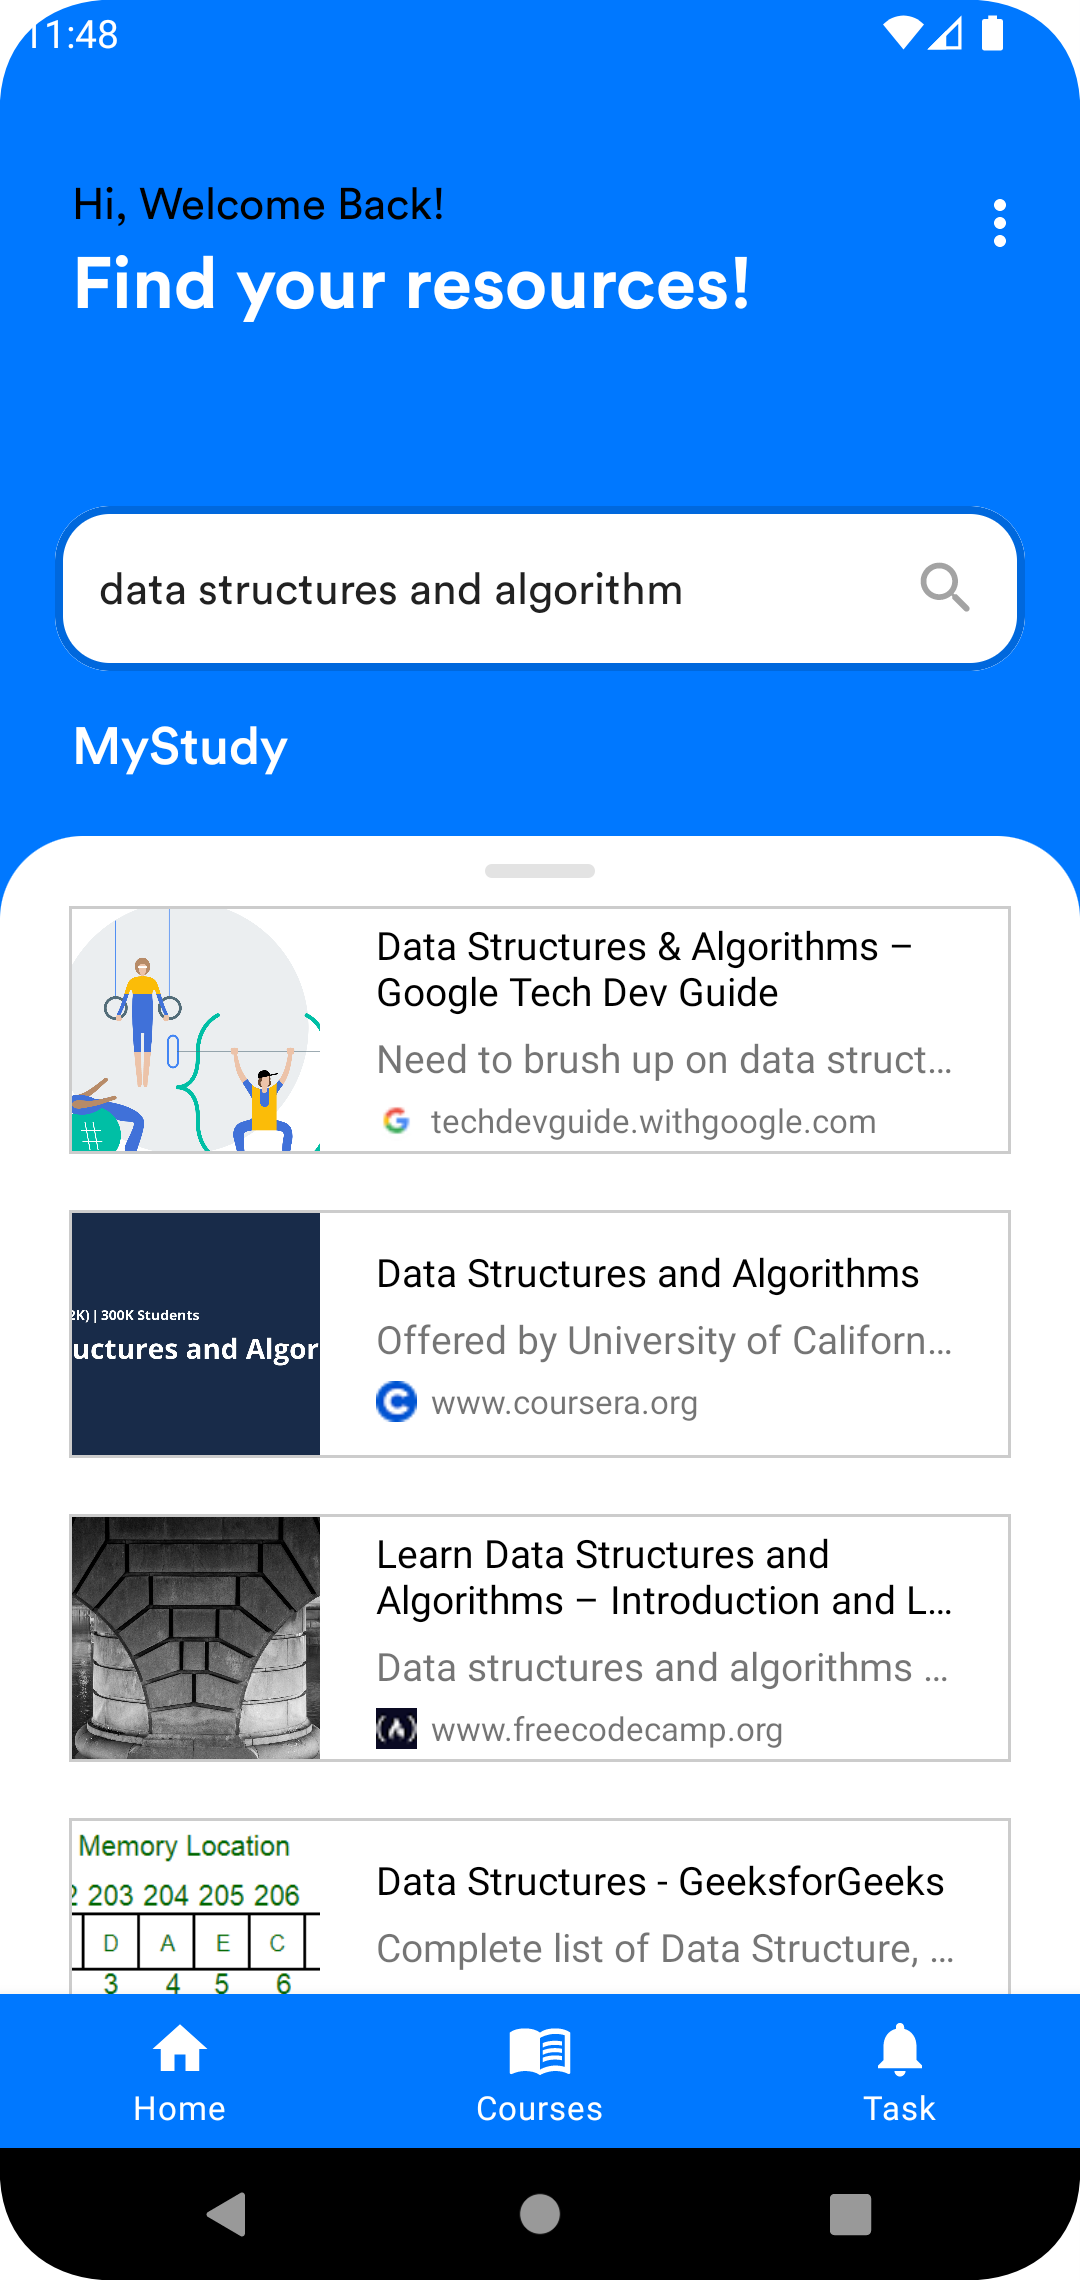 11:48
Hi, Welcome Back!
Find your resources!
data structures and algorithm
MyStudy
Data Structures & Algorithms –
Google Tech Dev Guide
Need to brush up on data struct...
techdevguide.withgoogle.com
2K) | 300K Students
uctures and Algor
Data Structures and Algorithms
Offered by University of Californ...
www.coursera.org
Learn Data Structures and
Algorithms – Introduction and L...
Data structures and algorithms ...
www.freecodecamp.org
Memory Location
2 203 204 205 206
D A E C
3 4 5 6
Data Structures - GeeksforGeeks
Complete list of Data Structure, ...
Home Courses Task